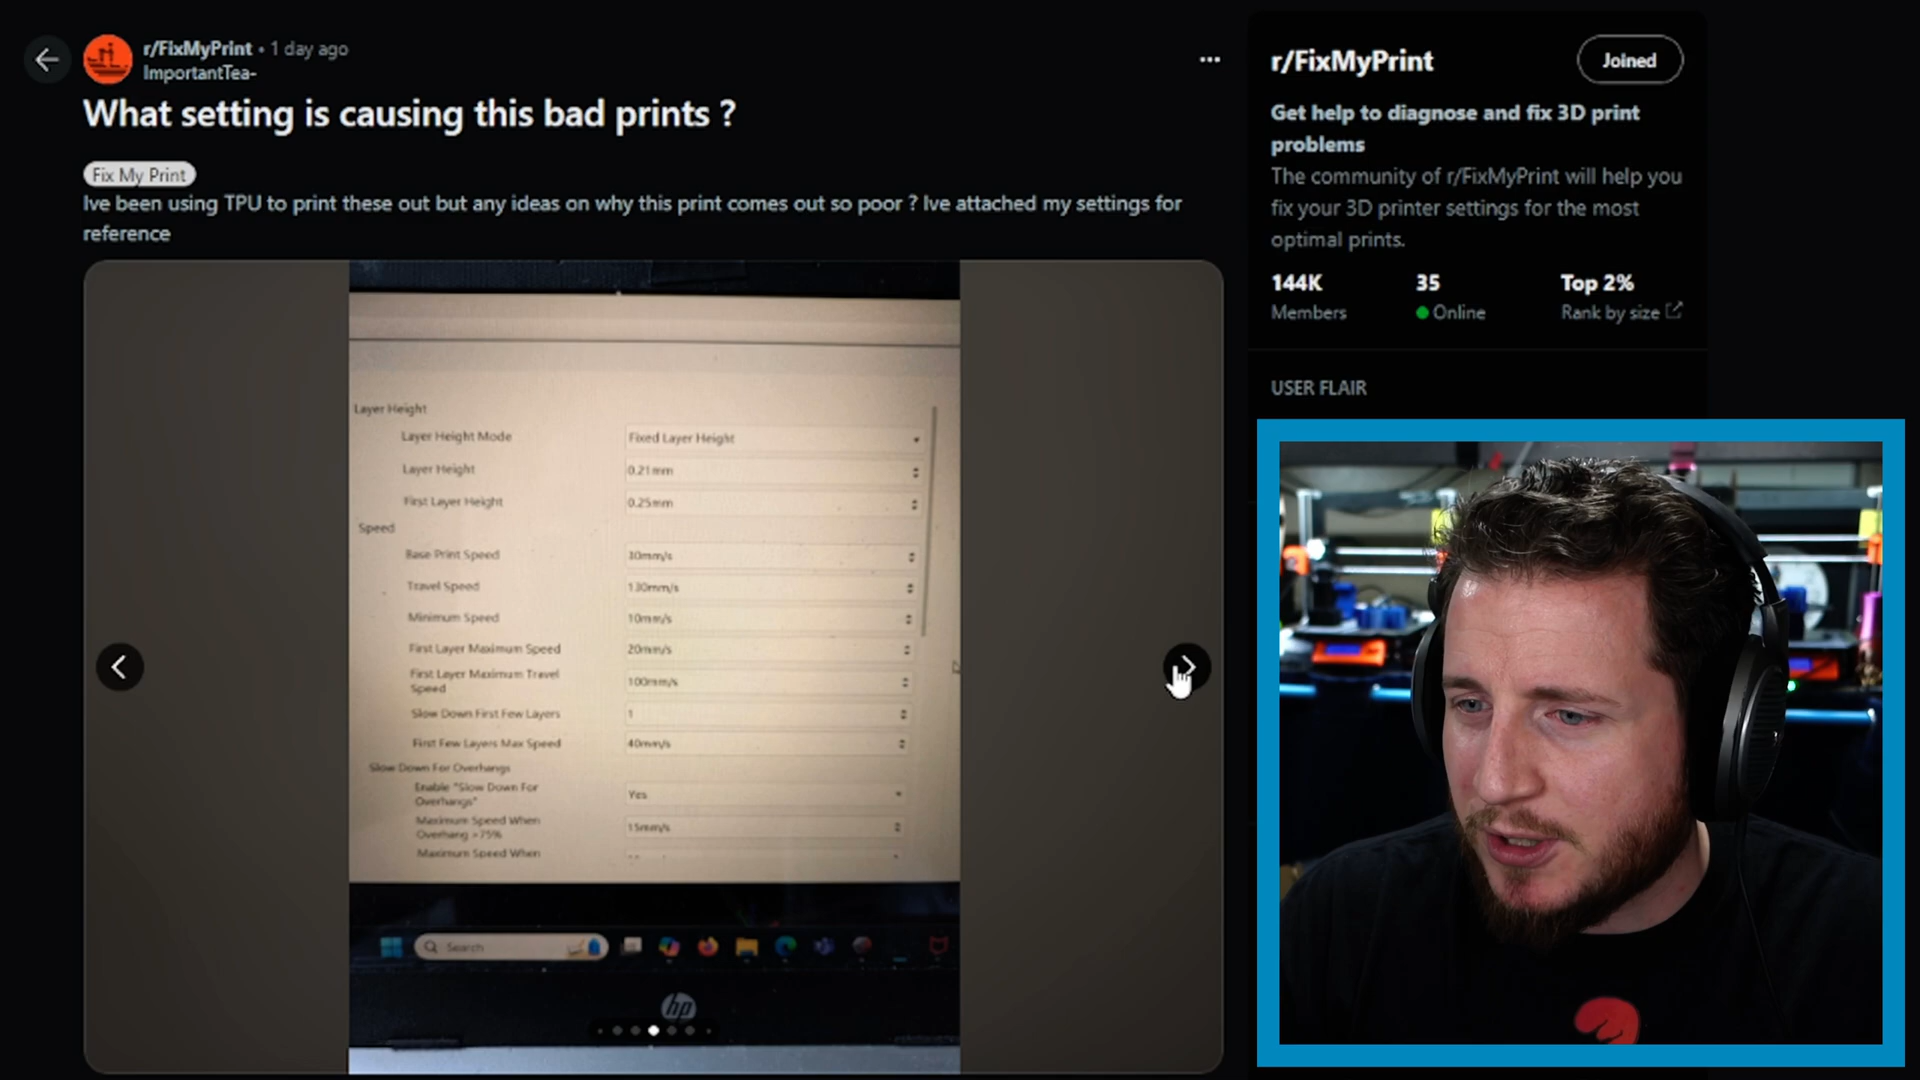 r/FixMyPrint • 1 day ago
ImportantTea-
What setting is causing this bad prints ?
Fix My Print
Ive been using TPU to print these out but any ideas on why this print comes out so poor ? Ive attached my settings for
reference
Layer Height
Layer Height Mode
Fixed Layer Height
Layer Height
0.21mm
First Layer Height
0.25mm
Speed
Base Print Speed
30mm/s
Travel Speed
130mm/s
Minimum Speed
10mm/s
First Layer Maximum Speed
20mm/s
First Layer Maximum Travel
Speed
100mm/s
Slow Down First Few Layers
1
First Few Layers Max Speed
40mm/s
Slow Down For Overhangs
Enable "Slow Down For
Overhangs"
Yes
Maximum Speed When
Overhang >75%
15mm/s
Maximum Speed When
Search
hp
r/FixMyPrint
Joined
Get help to diagnose and fix 3D print
problems
The community of r/FixMyPrint will help you
fix your 3D printer settings for the most
optimal prints.
144K
Members
35
Online
Top 2%
Rank by size
USER FLAIR